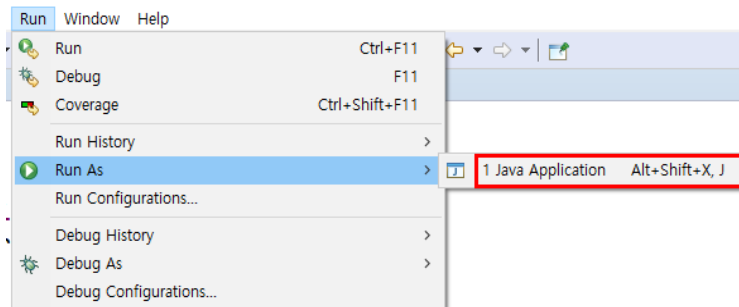 Run Window Help
Run Ctrl+F11
Debug F11
Coverage Ctrl+Shift+F11
Run History
Run As
1 Java Application Alt+Shift+X, J
Run Configurations...
Debug History
Debug As
Debug Configurations...